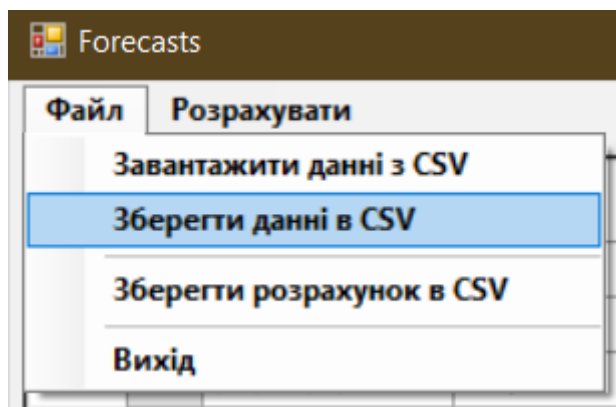 Forecasts
Файл Розрахувати
Завантажити данні з CSV
Зберегти данні в CSV
Зберегти розрахунок в CSV
Вихід